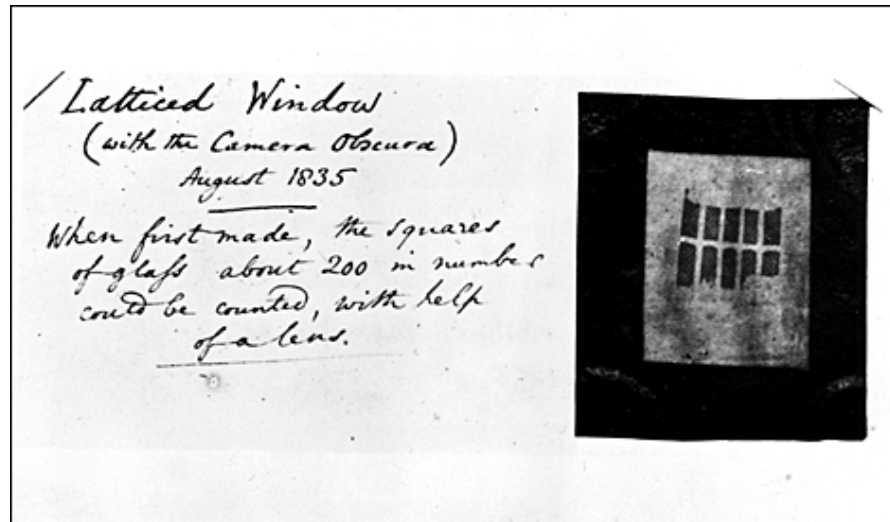 Latticed Window
(with the Camera Obscura)
August 1835
When first made, the squares
of glaſs about 200 in number
could be counted, with help
of a lens.